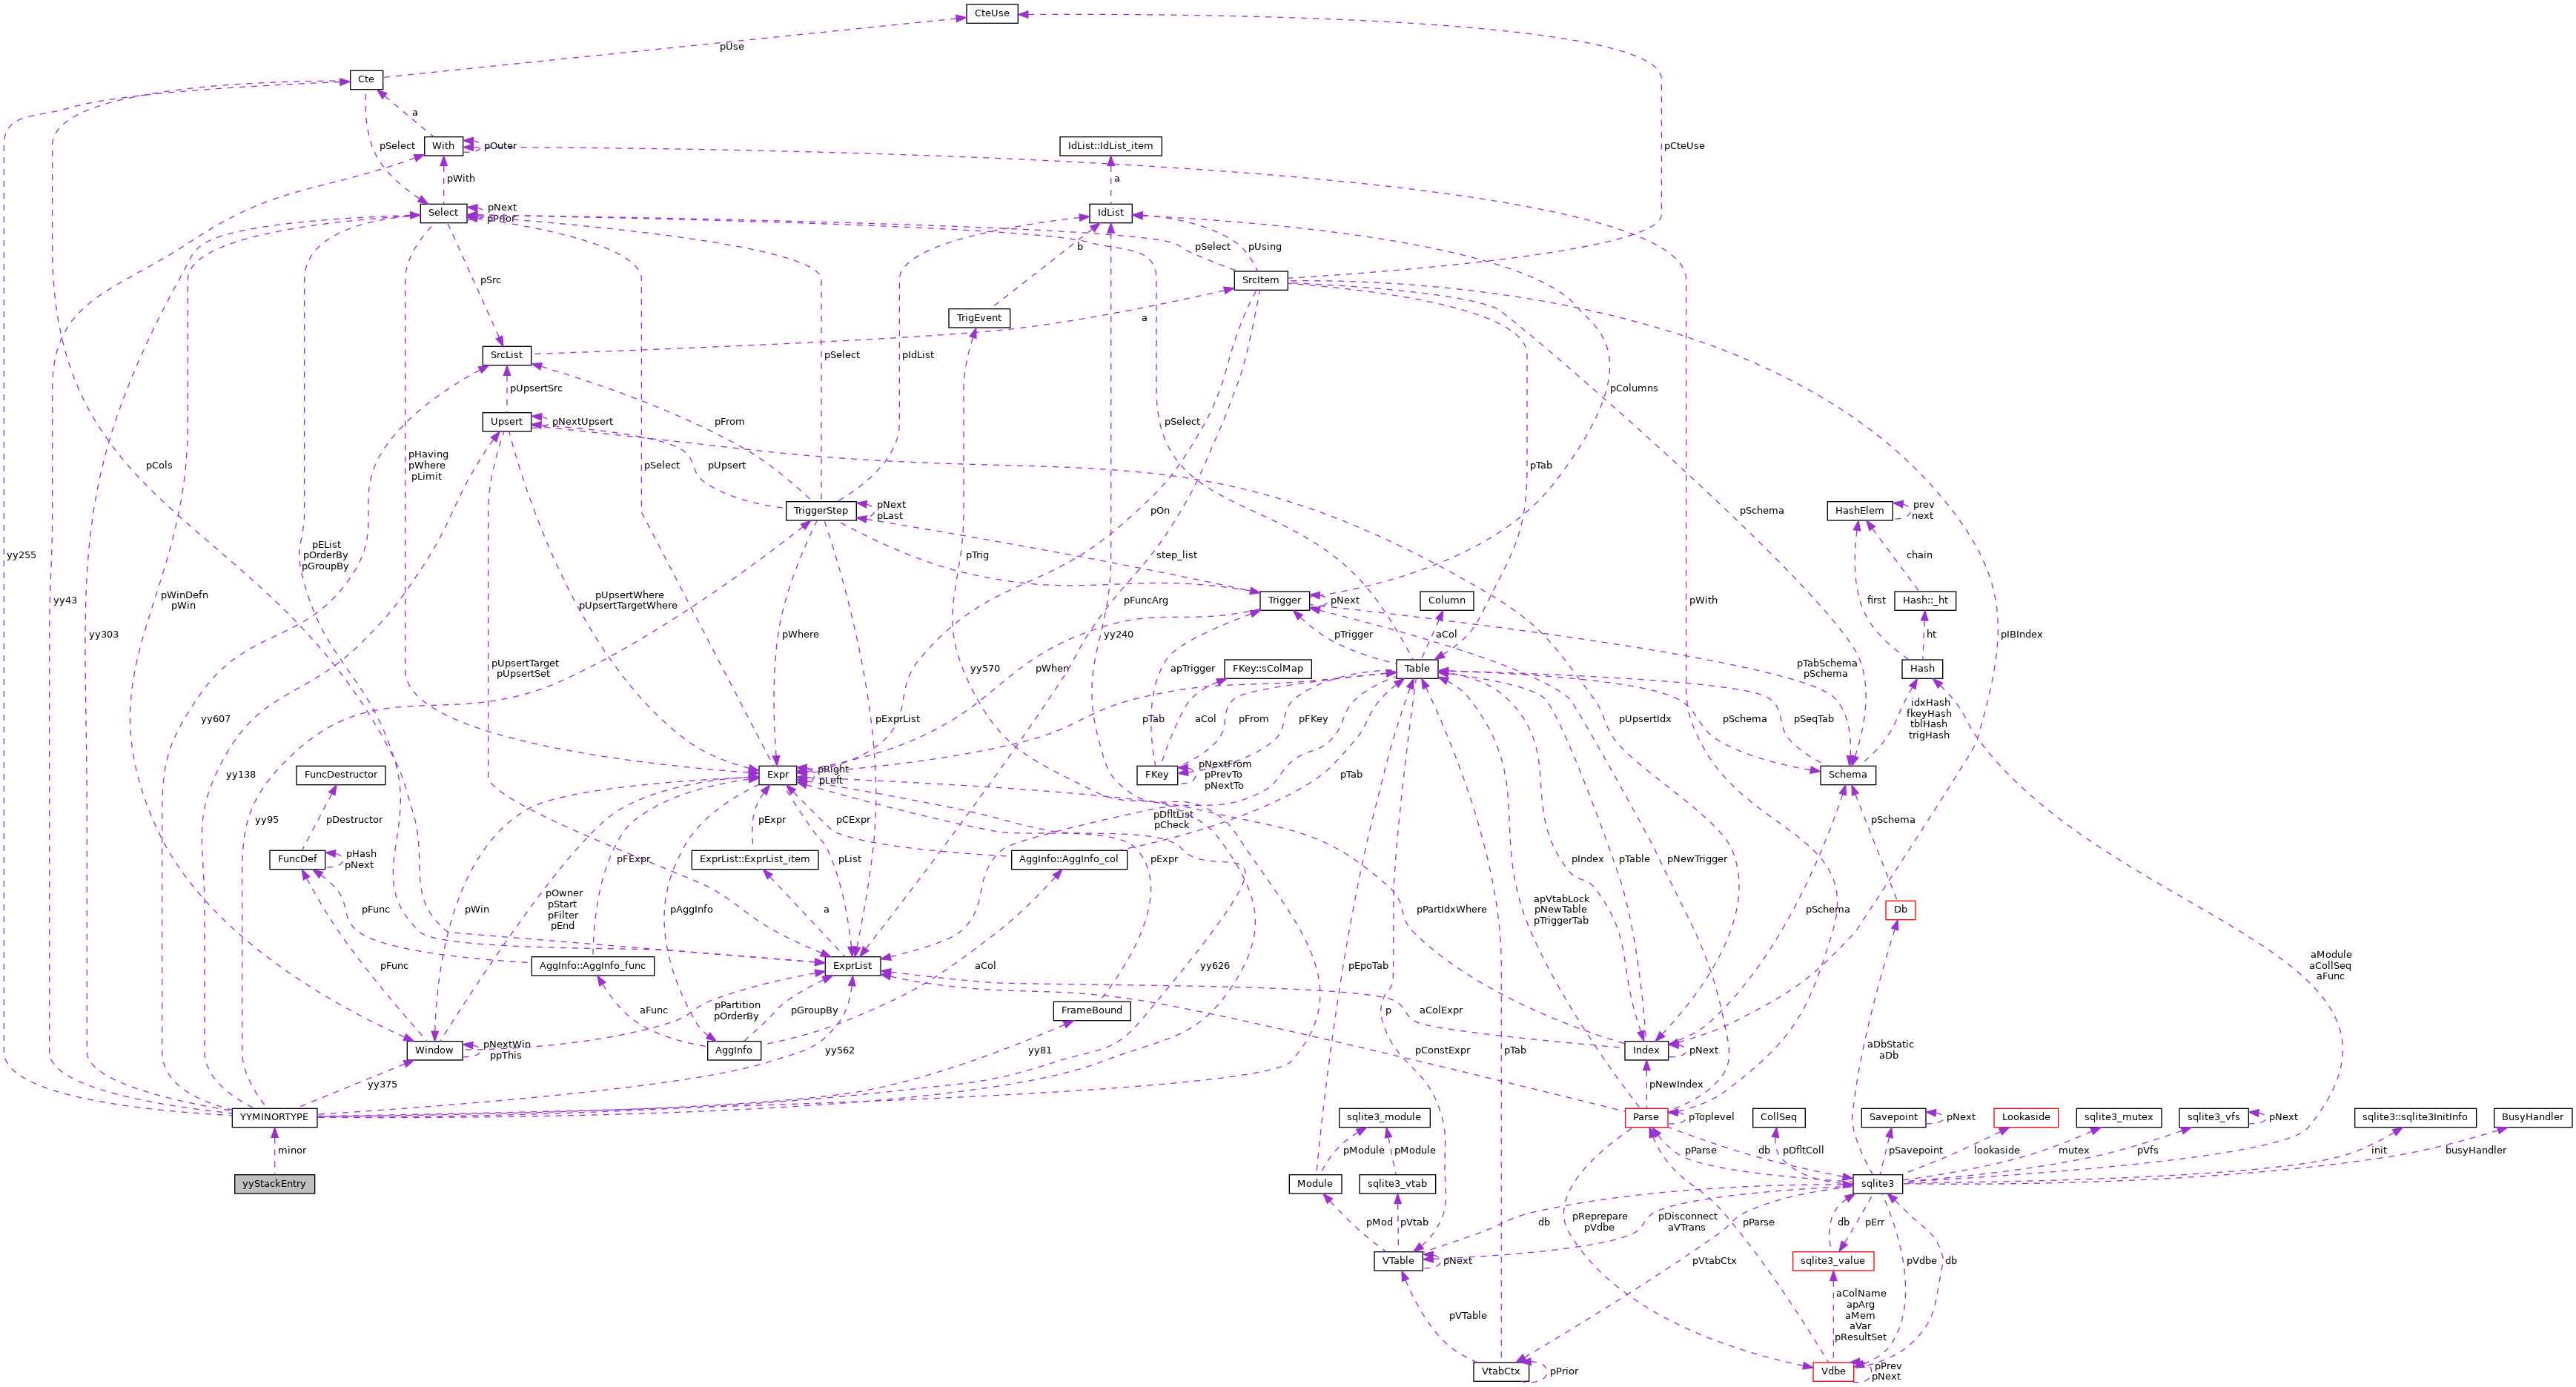 CteUse
pUse
Cte
a
pSelect
With
pOuter
IdList::IdList_item
pCteUse
pWith
a
Select
pNext
pPrior
IdList
b
pSelect
pUsing
pSrc
SrcItem
TrigEvent
a
SrcList
pSelect
pIdList
pUpsertSrc
pColumns
Upsert
pNextUpsert
pFrom
pSelect
pCols
pHaving
pWhere
pLimit
pSelect
pUpsert
pTab
TriggerStep
pNext
pLast
pOn
pSchema
HashElem
prev
next
yy255
pEList
pOrderBy
pGroupBy
pTrig
step_list
chain
yy43
pWinDefn
pWin
pUpsertWhere
pUpsertTargetWhere
pFuncArg
Trigger
pNext
Column
pWith
first
Hash::_ht
yy303
pWhere
yy240
pTrigger
aCol
ht
pIBIndex
pUpsertTarget
pUpsertSet
yy570
pWhen
apTrigger
FKey::sColMap
Table
pTabSchema
pSchema
Hash
yy607
pExprList
pTab
aCol
pFrom
pFKey
pUpsertIdx
pSchema
pSeqTab
idxHash
fkeyHash
tblHash
trigHash
yy138
FuncDestructor
Expr
pRight
pLeft
FKey
pNextFrom
pPrevTo
pNextTo
pTab
Schema
yy95
pDestructor
pExpr
pCExpr
pDfltList
pCheck
pSchema
FuncDef
pHash
pNext
pFExpr
ExprList::ExprList_item
pList
AggInfo::AggInfo_col
pExpr
pIndex
pTable
pNewTrigger
pFunc
pWin
pOwner
pStart
pFilter
pEnd
pAggInfo
a
pPartIdxWhere
apVtabLock
pNewTable
pTriggerTab
pSchema
Db
pFunc
AggInfo::AggInfo_func
ExprList
aCol
yy626
pEpoTab
aModule
aCollSeq
aFunc
aFunc
pPartition
pOrderBy
pGroupBy
FrameBound
p
aColExpr
Window
pNextWin
ppThis
AggInfo
yy562
yy81
pConstExpr
pTab
Index
pNext
aDbStatic
aDb
yy375
pNewIndex
YYMINORTYPE
sqlite3_module
Parse
pToplevel
CollSeq
Savepoint
pNext
Lookaside
sqlite3_mutex
sqlite3_vfs
pNext
sqlite3::sqlite3InitInfo
BusyHandler
minor
pModule
pModule
pParse
db
pDfltColl
pSavepoint
lookaside
mutex
pVfs
init
busyHandler
yyStackEntry
Module
sqlite3_vtab
sqlite3
pMod
pVtab
db
pReprepare
pVdbe
pDisconnect
aVTrans
pParse
db
pErr
VTable
pNext
pVtabCtx
sqlite3_value
pVdbe
db
pVTable
aColName
apArg
aMem
aVar
pResultSet
VtabCtx
pPrior
Vdbe
pPrev
pNext